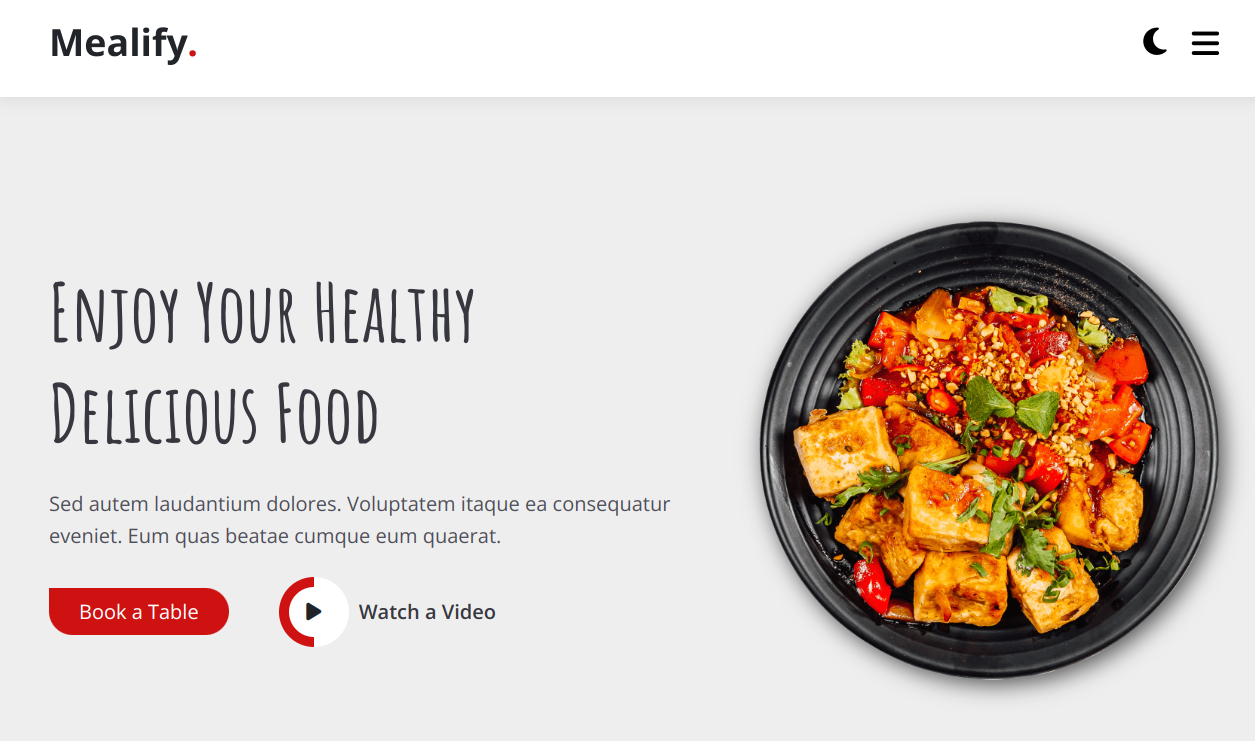 Mealify.
Enjoy Your Healthy
Delicious Food
Sed autem laudantium dolores. Voluptatem itaque ea consequatur
eveniet. Eum quas beatae cumque eum quaerat.
Book a Table
Watch a Video